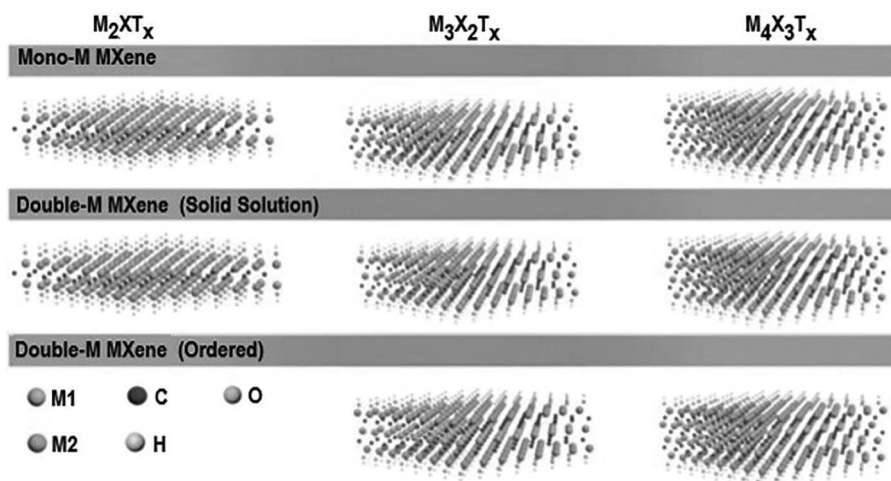 M₂XTₓ M₃X₂Tₓ M₄X₃Tₓ
Mono-M MXene
Double-M MXene (Solid Solution)
Double-M MXene (Ordered)
M1 C O
M2 H